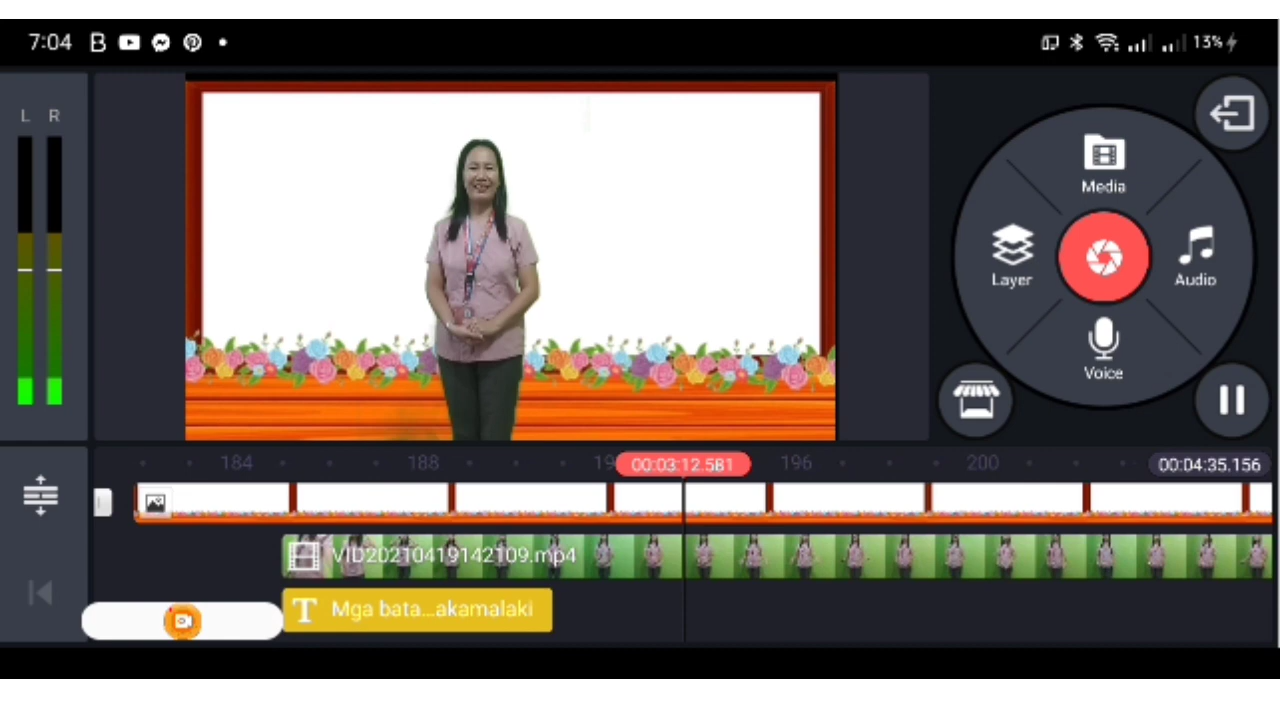 7:04
13%
L R
Media
Layer
Audio
Voice
184 188 19 00:03:12.581 196 200 00:04:35.156
VID20210419142109.mp4
T Mga bata...akamalaki